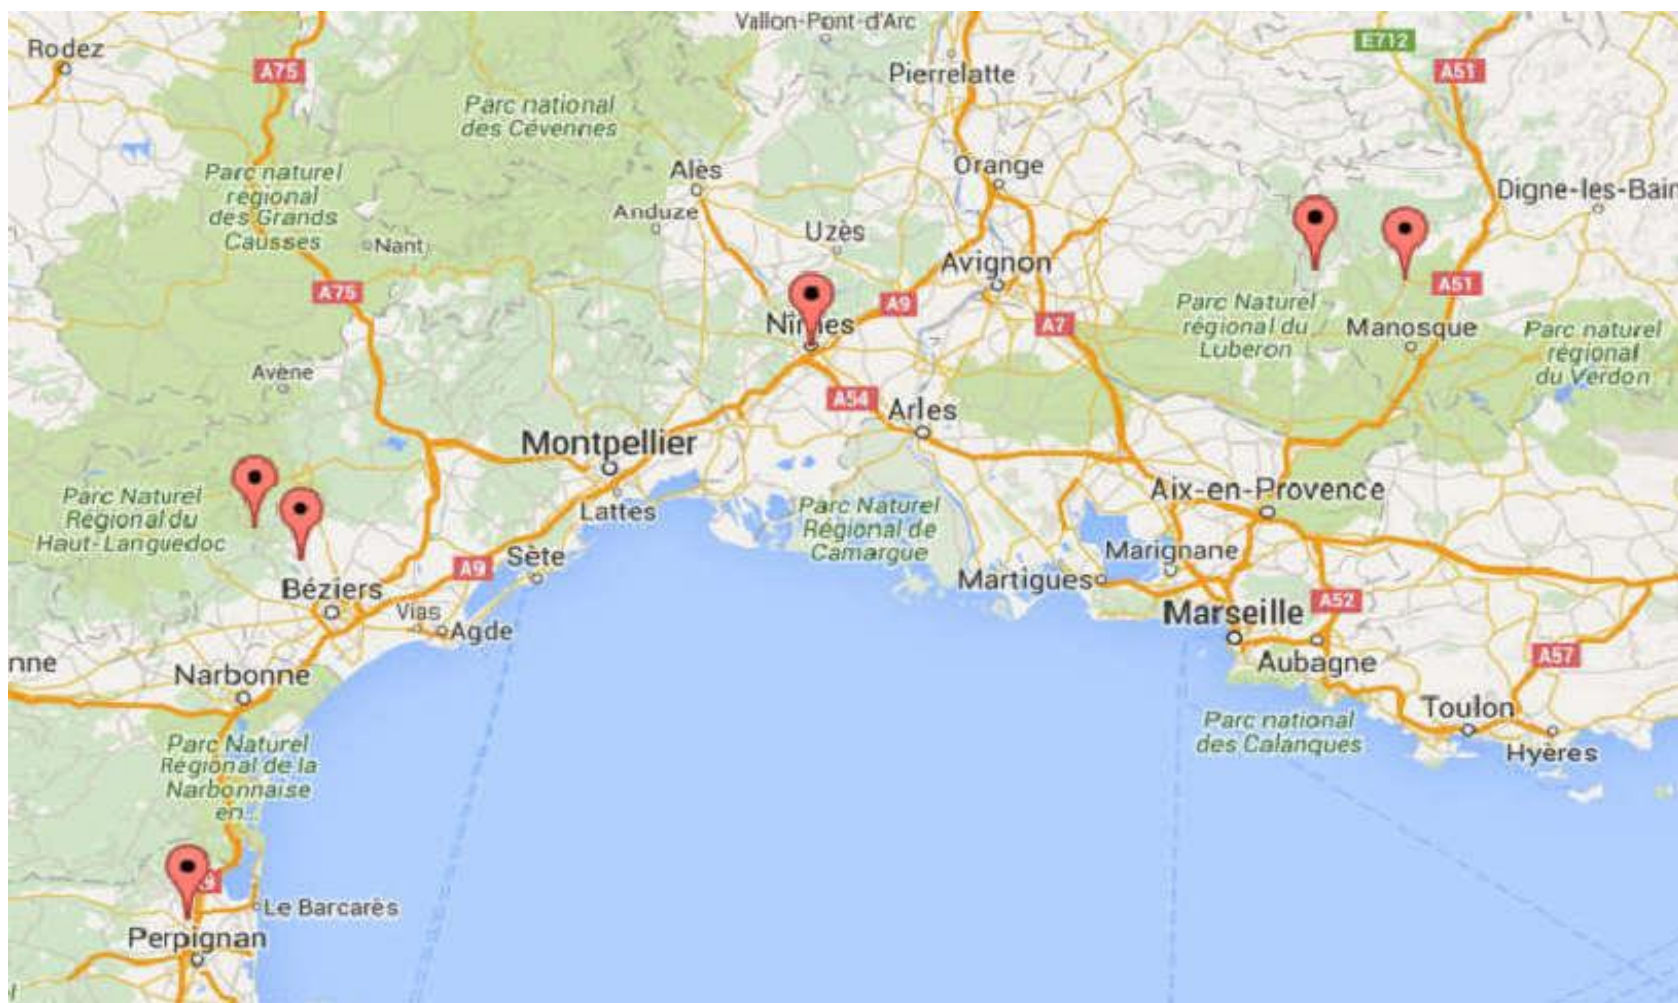 Vallon-Pont-d'Arc
Rodez
E712
A75
A51
Pierrelatte
Parc national
des Cévennes
Orange
Alès
Parc naturel
régional
des Grands
Causses
Digne-les-Bain
Anduze
Uzès
Nant
Avignon
A75
A9
A51
Parc Naturel
régional du
Luberon
Nîmes
A7
Manosque
Parc naturel
régional
du Verdon
Avène
A54
Arles
Montpellier
Aix-en-Provence
Parc Naturel
Régional du
Haut-Languedoc
Lattes
Parc Naturel
Régional de
Camargue
Sète
Marignane
A9
Martigues
Béziers
Vias
Agde
Marseille
A52
nne
Narbonne
Aubagne
A57
Toulon
Parc national
des Calanques
Hyères
Parc Naturel
Régional de la
Narbonnaise
en...
Le Barcarès
Perpignan